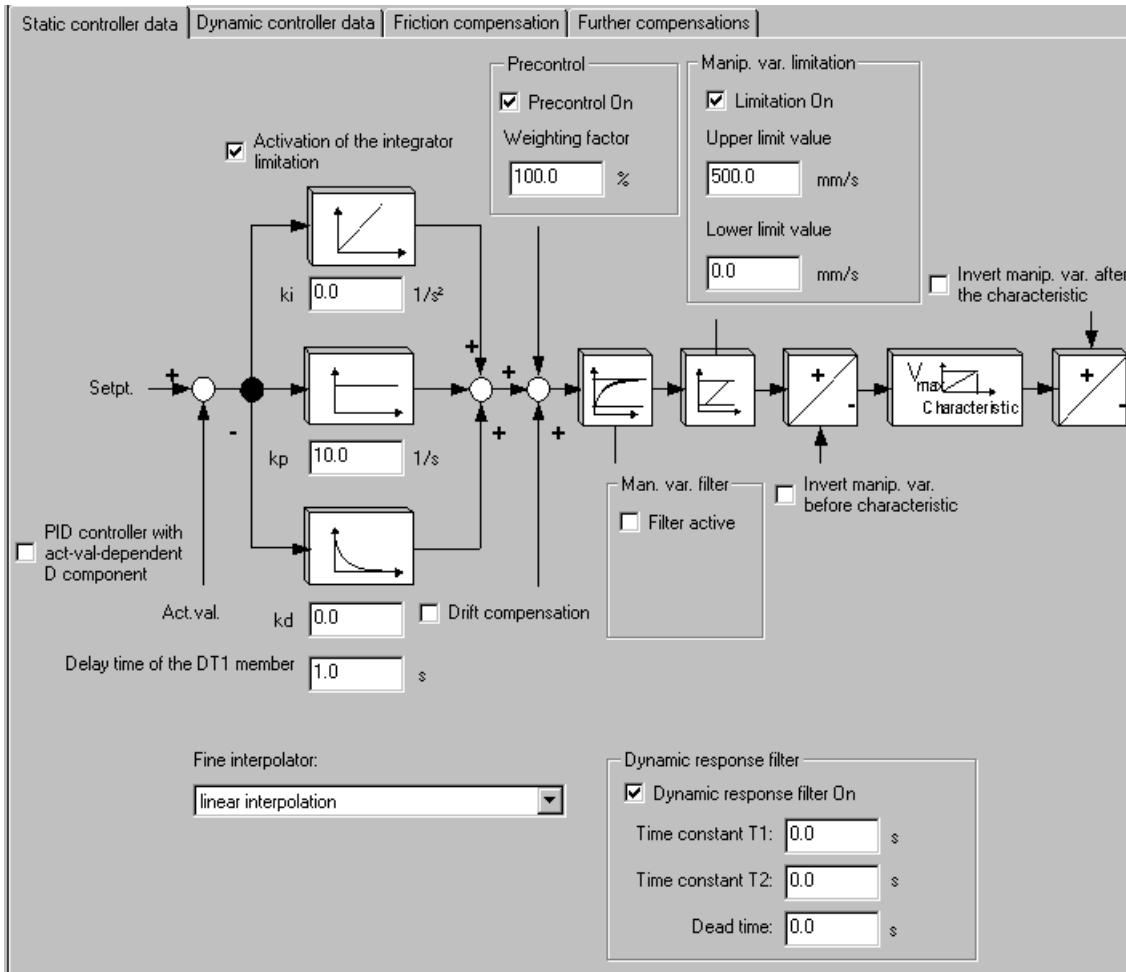 Static controller data
Dynamic controller data
Friction compensation
Further compensations
Precontrol
Precontrol On
Weighting factor
100.0 %
Manip. var. limitation
Limitation On
Upper limit value
500.0 mm/s
Lower limit value
0.0 mm/s
Activation of the integrator
limitation
ki 0.0 1/s²
Invert manip. var. after
the characteristic
Setpt.
+
-
+
+
+
+
+
-
V max
Characteristic
+
-
kp 10.0 1/s
Man. var. filter
Filter active
Invert manip. var.
before characteristic
PID controller with
act-val-dependent
D component
Act.val.
kd 0.0
Drift compensation
Delay time of the DT1 member 1.0 s
Fine interpolator:
linear interpolation
Dynamic response filter
Dynamic response filter On
Time constant T1: 0.0 s
Time constant T2: 0.0 s
Dead time: 0.0 s